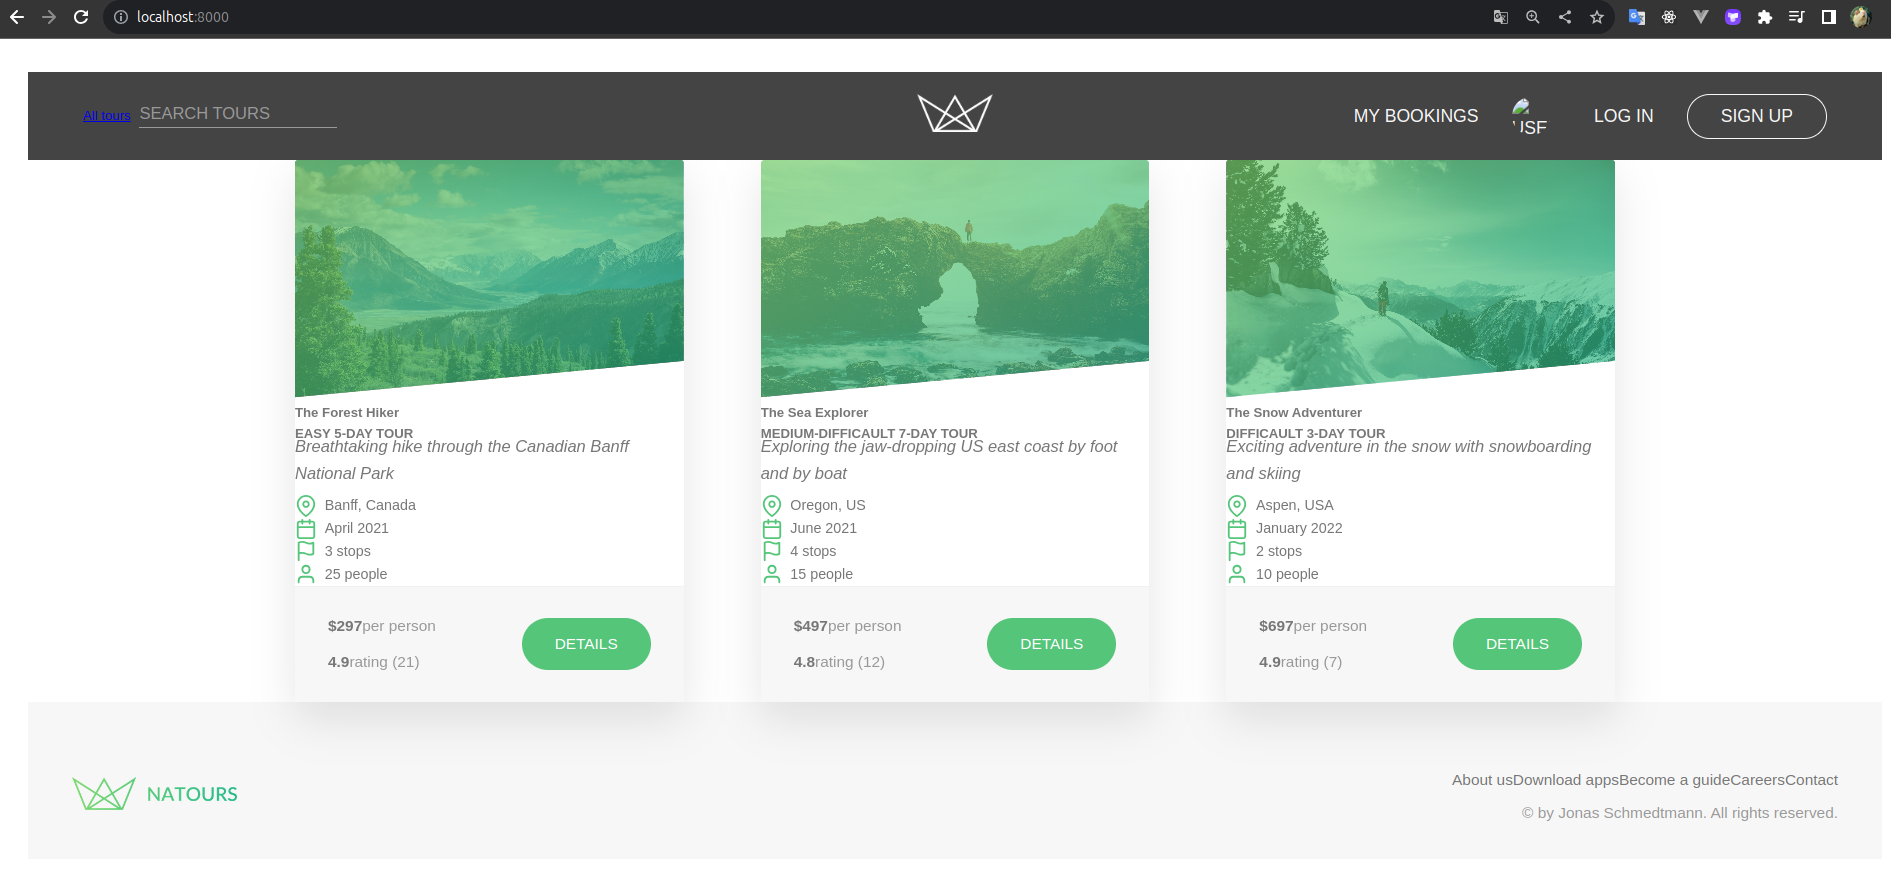 localhost:8000
All tours SEARCH TOURS MY BOOKINGS LOG IN SIGN UP
The Forest Hiker
EASY 5-DAY TOUR
Breathtaking hike through the Canadian Banff
National Park
Banff, Canada
April 2021
3 stops
25 people
$297per person
4.9rating (21)
DETAILS
The Sea Explorer
MEDIUM-DIFFICAULT 7-DAY TOUR
Exploring the jaw-dropping US east coast by foot
and by boat
Oregon, US
June 2021
4 stops
15 people
$497per person
4.8rating (12)
DETAILS
The Snow Adventurer
DIFFICAULT 3-DAY TOUR
Exciting adventure in the snow with snowboarding
and skiing
Aspen, USA
January 2022
2 stops
10 people
$697per person
4.9rating (7)
DETAILS
NATOURS
About usDownload appsBecome a guideCareersContact
© by Jonas Schmedtmann. All rights reserved.